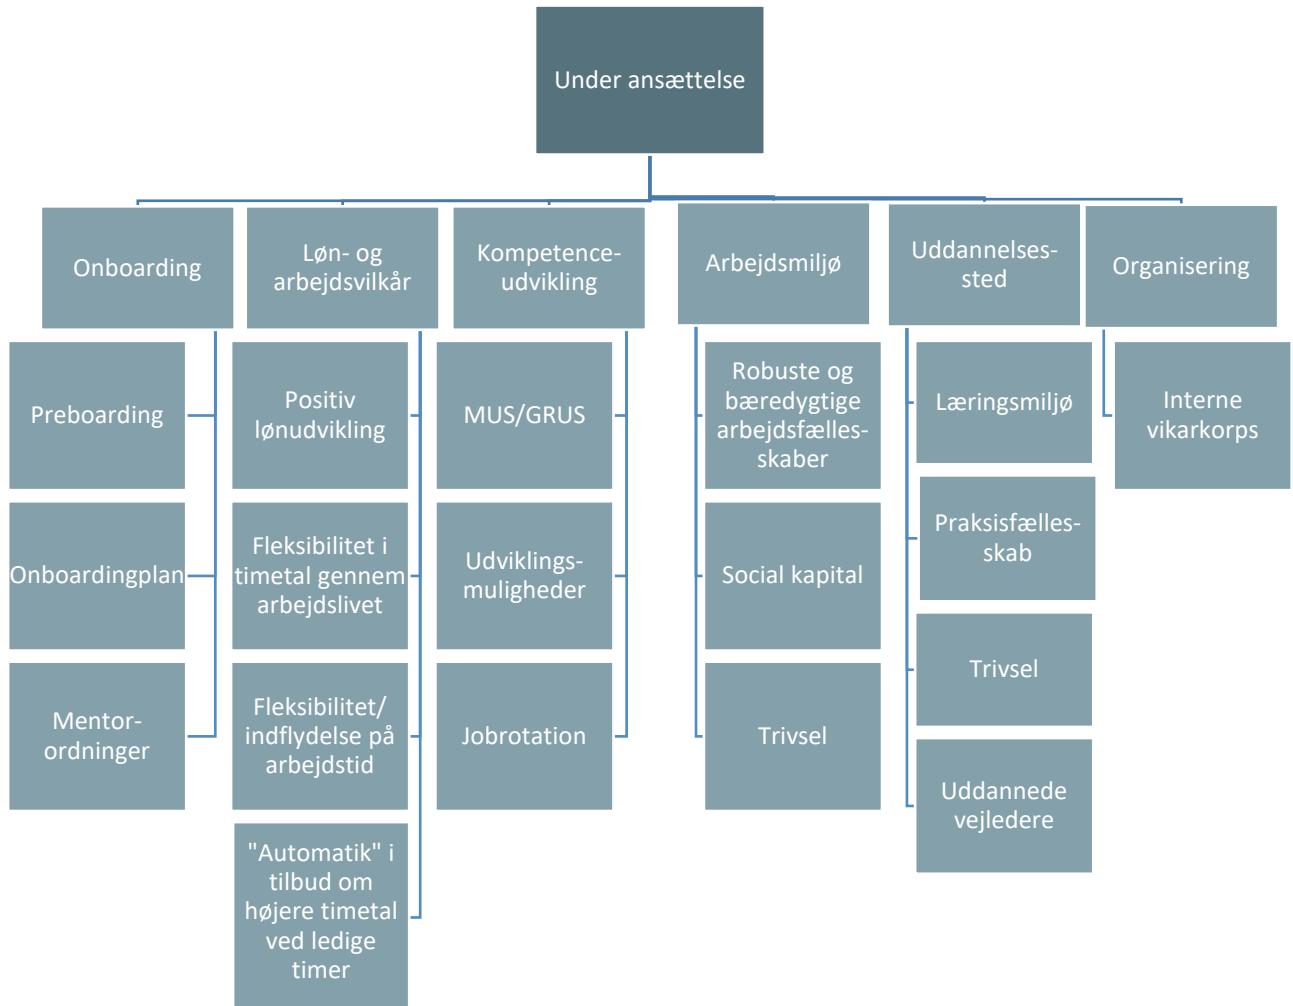 Under ansættelse
Onboarding
Preboarding
Onboardingplan
Mentor-
ordninger
Løn- og
arbejdsvilkår
Positiv
lønudvikling
Fleksibilitet i
timetal gennem
arbejdslivet
Fleksibilitet/
indflydelse på
arbejdstid
"Automatik" i
tilbud om
højere timetal
ved ledige
timer
Kompetence-
udvikling
MUS/GRUS
Udviklings-
muligheder
Jobrotation
Arbejdsmiljø
Robuste og
bæredygtige
arbejdsfælles-
skaber
Social kapital
Trivsel
Uddannelses-
sted
Læringsmiljø
Praksisfælles-
skab
Trivsel
Uddannede
vejledere
Organisering
Interne
vikarkorps